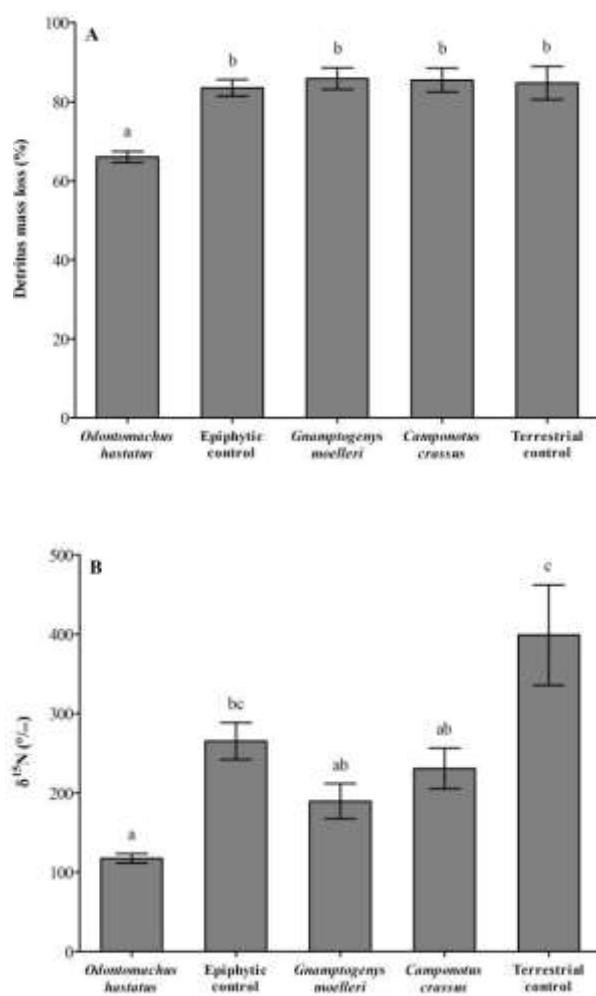 A
100
80
60
40
20
0
Detritus mass loss (%)
a
b
b
b
b
Odontomachus
hastatus
Epiphytic
control
Gnamptogenys
moelleri
Camponotus
crassus
Terrestrial
control
B
500
400
300
200
100
0
δ¹⁵N (°/∞)
a
bc
ab
ab
c
Odontomachus
hastatus
Epiphytic
control
Gnamptogenys
moelleri
Camponotus
crassus
Terrestrial
control